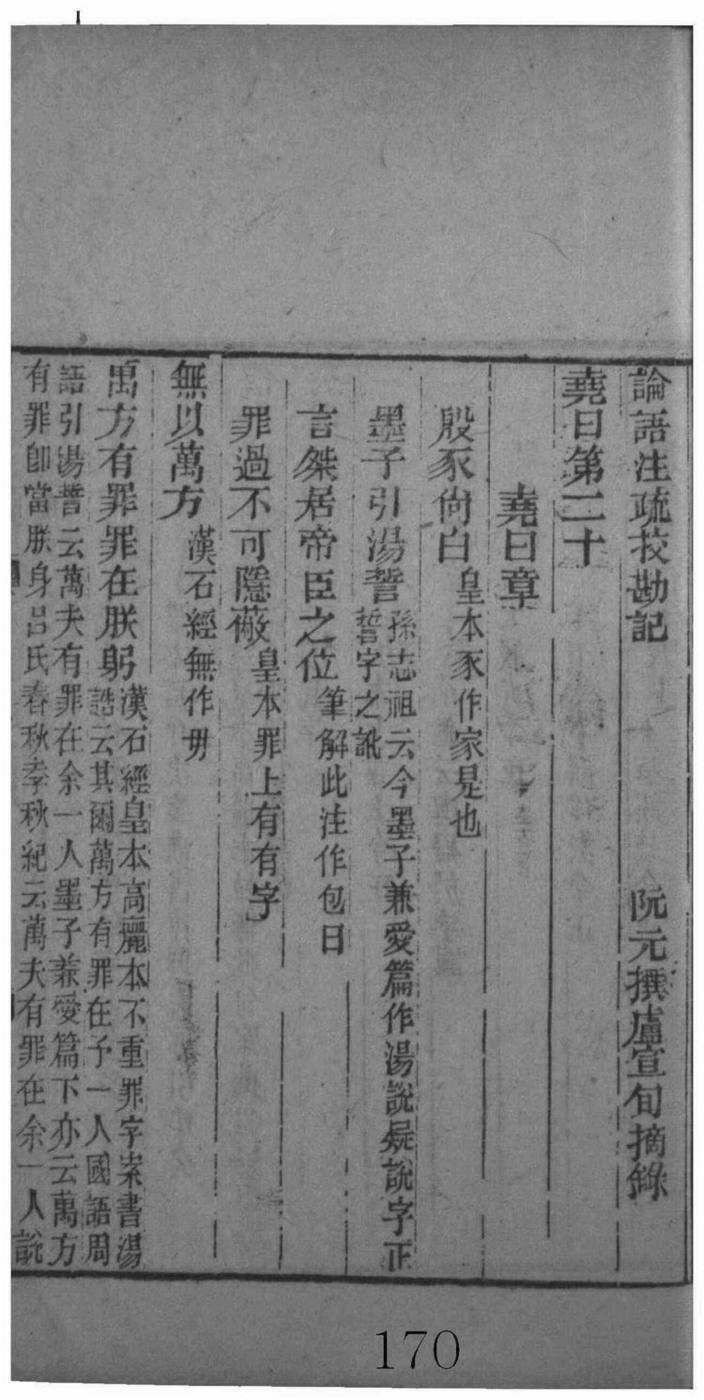 論語注疏挍勘記　阮元撰盧宣旬摘錄
堯曰第二十
堯曰章
殷豕尙白　皇本豕作家是也
墨子引湯誓　孫志祖云今墨子兼愛篇作湯說疑說字正
誓字之訛
言桀居帝臣之位　筆解此注作包曰
罪過不可隱蔽　皇本罪上有有字
無以萬方　漢石經無作毋
萬方有罪罪在朕躬　漢石經皇本高麗本不重罪字案書湯
誥云其爾萬方有罪在予一人國語周
語引湯誓云萬夫有罪在余一人墨子兼愛篇下亦云萬方
有罪卽當朕身呂氏春秋季秋紀云萬夫有罪在余一人說
170